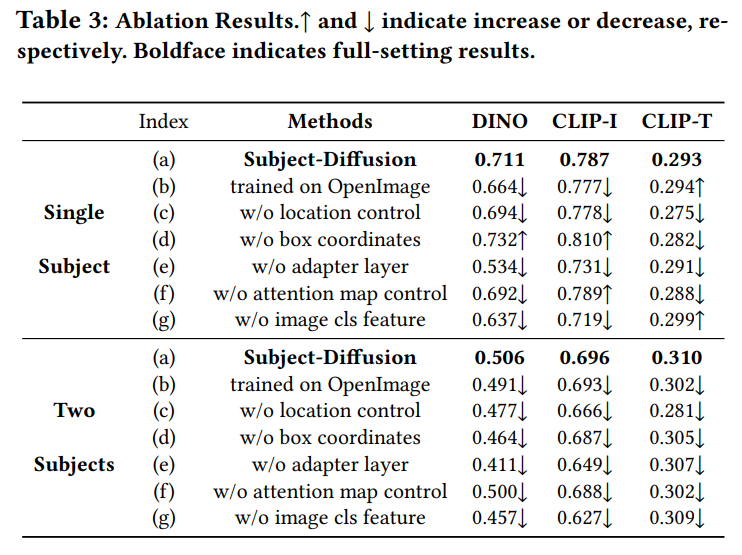 Table 3: Ablation Results.↑ and ↓ indicate increase or decrease, re-
spectively. Boldface indicates full-setting results.
Index Methods DINO CLIP-I CLIP-T
(a) Subject-Diffusion 0.711 0.787 0.293
(b) trained on OpenImage 0.664↓ 0.777↓ 0.294↑
Single (c) w/o location control 0.694↓ 0.778↓ 0.275↓
(d) w/o box coordinates 0.732↑ 0.810↑ 0.282↓
Subject (e) w/o adapter layer 0.534↓ 0.731↓ 0.291↓
(f) w/o attention map control 0.692↓ 0.789↑ 0.288↓
(g) w/o image cls feature 0.637↓ 0.719↓ 0.299↑
(a) Subject-Diffusion 0.506 0.696 0.310
(b) trained on OpenImage 0.491↓ 0.693↓ 0.302↓
Two (c) w/o location control 0.477↓ 0.666↓ 0.281↓
(d) w/o box coordinates 0.464↓ 0.687↓ 0.305↓
Subjects (e) w/o adapter layer 0.411↓ 0.649↓ 0.307↓
(f) w/o attention map control 0.500↓ 0.688↓ 0.302↓
(g) w/o image cls feature 0.457↓ 0.627↓ 0.309↓